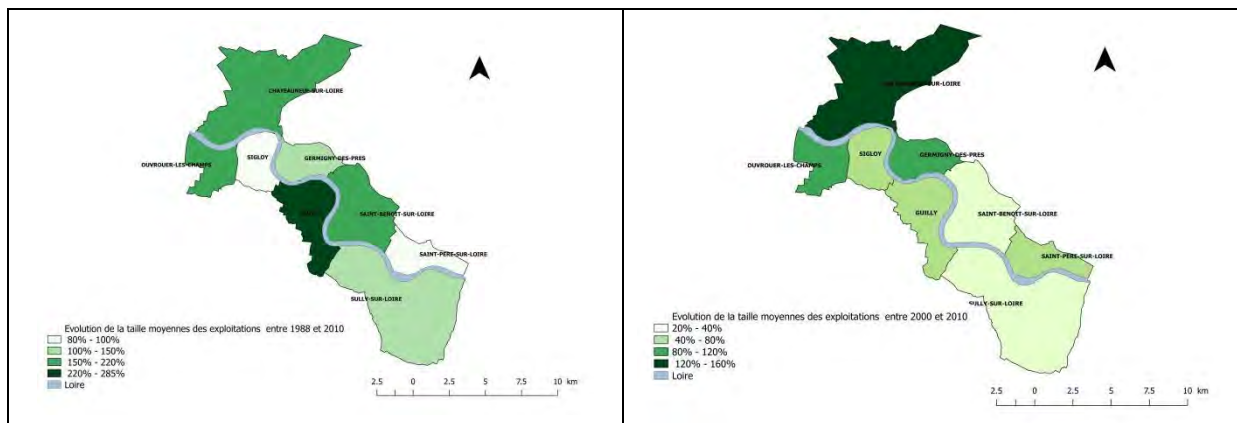 CHATEAUNEUF-SUR-LOIRE
OUVROUER-LES-CHAMPS
SIGLOY
GERMIGNY-DES-PRES
SAINT-BENOIT-SUR-LOIRE
SAINT-PERE-SUR-LOIRE
SULLY-SUR-LOIRE
Evolution de la taille moyennes des exploitations entre 1988 et 2010
80% - 100%
100% - 150%
150% - 220%
220% - 285%
Loire
2.5 0 2.5 5 7.5 10 km
SUR-LOIRE
OUVROUER-LES-CHAMPS
SIGLOY
GERMIGNY-DES-PRES
GUILLY
SAINT-BENOIT-SUR-LOIRE
SAINT-PERE-SUR-LOIRE
SULLY-SUR-LOIRE
Evolution de la taille moyennes des exploitations entre 2000 et 2010
20% - 40%
40% - 80%
80% - 120%
120% - 160%
Loire
2.5 0 2.5 5 7.5 10 km